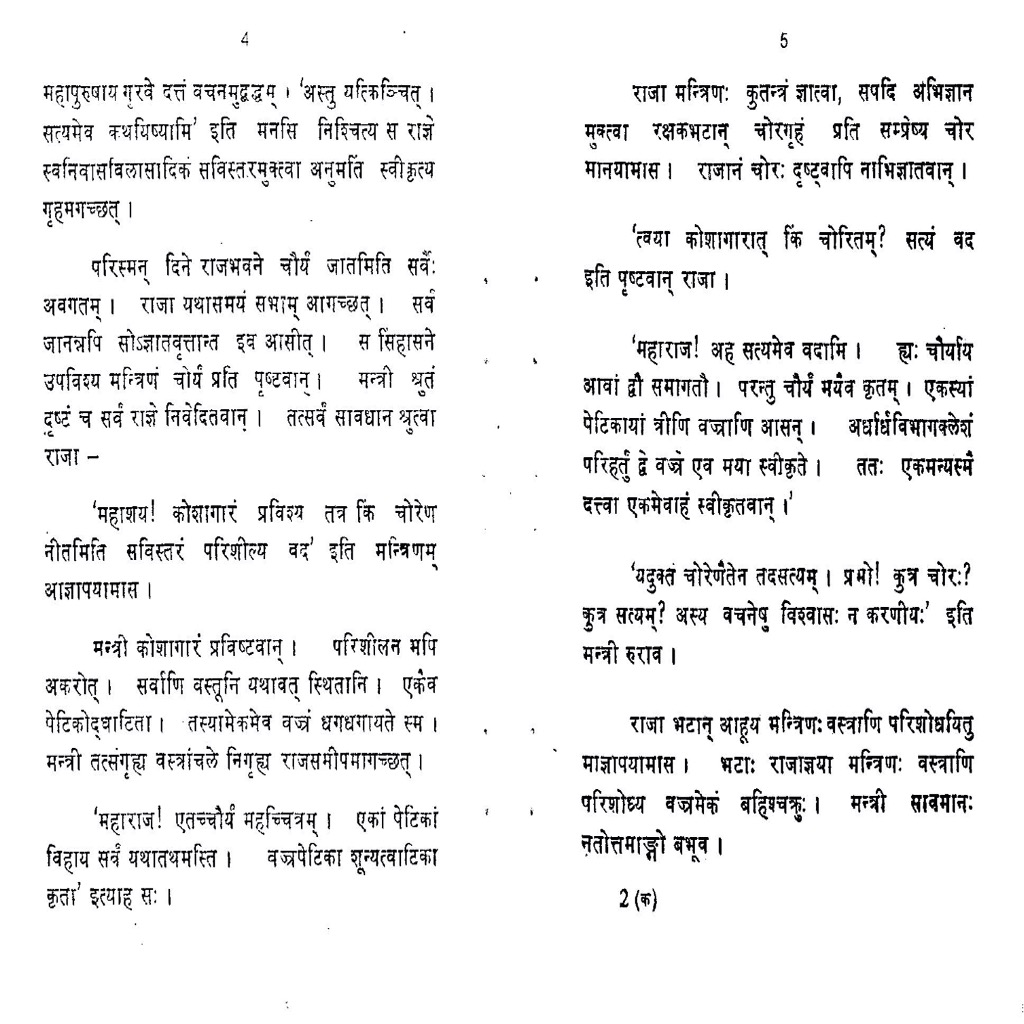 4
महापुरुषाय गुरवे दत्तं वचनमुद्वद्धम् । 'अस्तु यत्किञ्चित् ।
सत्यमेव कथयिष्यामि' इति मनसि निश्चित्य स राज्ञे
स्वनिवासविलासादिकं सविस्तरमुक्त्वा अनुमतिं स्वीकृत्य
गृहमगच्छत् ।
परिस्मन् दिने राजभवने चौर्यं जातमिति सर्वैः
अवगतम् । राजा यथासमयं सभाम् आगच्छत् । सर्वं
जानन्नपि सोऽज्ञातवृत्तान्त इव आसीत् । स सिंहासने
उपविश्य मन्त्रिणं चोर्यं प्रति पृष्टवान् । मन्त्री श्रुतं
दृष्टं च सर्वं राज्ञे निवेदितवान् । तत्सर्वं सावधान श्रुत्वा
राजा –
'महाशय! कोशागारं प्रविश्य तत्र किं चोरेण
नीतमिति सविस्तरं परिशील्य वद' इति मन्त्रिणम्
आज्ञापयामास ।
मन्त्री कोशागारं प्रविष्टवान् । परिशीलन मपि
अकरोत् । सर्वाणि वस्तूनि यथावत् स्थितानि । एकैव
पेटिकोद्घाटिता । तस्यामेकमेव वज्रं धगधगायते स्म ।
मन्त्री तत्संगृह्य वस्त्रांचले निगृह्य राजसमीपमागच्छत् ।
'महाराज! एतच्चौर्यं महच्चित्रम् । एकां पेटिकां
विहाय सर्वं यथातथमस्ति । वज्रपेटिका शून्यत्वाटिका
कृता' इत्याह सः ।
5
राजा मन्त्रिणः कुतन्त्रं ज्ञात्वा, सपदि अभिज्ञान
मुक्त्वा रक्षकभटान् चोरगृहं प्रति सम्प्रेष्य चोर
मानयामास । राजानं चोरः दृष्ट्वापि नाभिज्ञातवान् ।
'त्वया कोशागारात् किं चोरितम्? सत्यं वद
इति पृष्टवान् राजा ।
'महाराज! अह सत्यमेव वदामि । ह्यः चौर्याय
आवां द्वौ समागतौ । परन्तु चौर्यं मयैव कृतम् । एकस्यां
पेटिकायां त्रीणि वज्राणि आसन् । अर्धार्धविभागक्लेशं
परिहर्तुं द्वे वज्रे एव मया स्वीकृते । ततः एकमन्यस्मै
दत्त्वा एकमेवाहं स्वीकृतवान् ।'
'यदुक्तं चोरेणैतेन तदसत्यम् । प्रभो! कुत्र चोरः?
कुत्र सत्यम्? अस्य वचनेषु विश्वासः न करणीयः' इति
मन्त्री रुराव ।
राजा भटान् आहूय मन्त्रिणः वस्त्राणि परिशोधयितु
माज्ञापयामास । भटाः राजाज्ञया मन्त्रिणः वस्त्राणि
परिशोध्य वज्रमेकं बहिश्चक्रुः । मन्त्री सावमानः
नतोत्तमाङ्गो बभूव ।
2 (क)